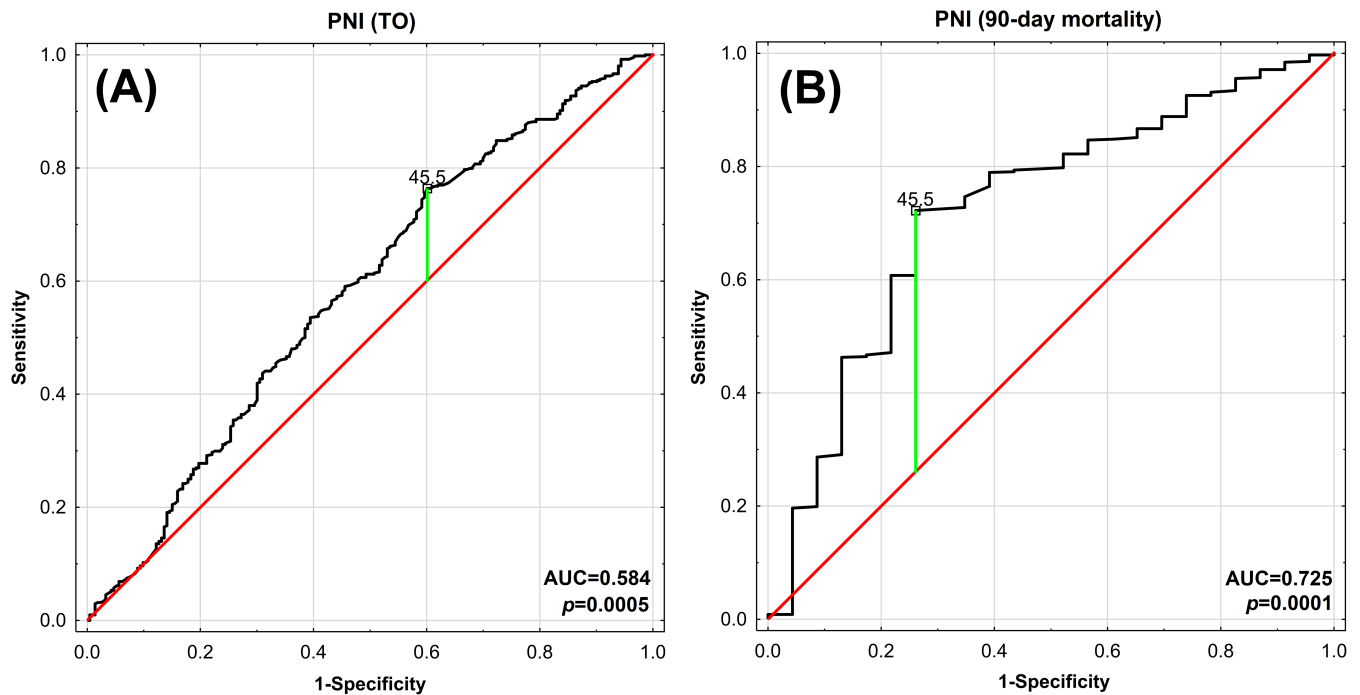 PNI (TO)
(A)
1.0
0.8
0.6
0.4
0.2
0.0
Sensitivity
45.5
AUC=0.584
p=0.0005
0.0 0.2 0.4 0.6 0.8 1.0
1-Specificity
PNI (90-day mortality)
(B)
1.0
0.8
0.6
0.4
0.2
0.0
Sensitivity
45.5
AUC=0.725
p=0.0001
0.0 0.2 0.4 0.6 0.8 1.0
1-Specificity